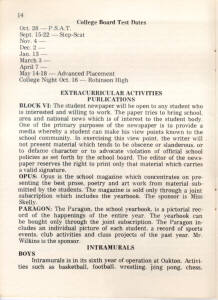 14
College Board Test Dates
Oct. 28 — P.S.A.T.
Sept. 15-22 — Step-Scat
Nov. 4 —
Dec. 2 —
Jan. 13 —
March 3 —
April 7 —
May 14-18 — Advanced Placement
College Night Oct. 16 — Robinson High
EXTRACURRICULAR ACTIVITIES
PUBLICATIONS
BLOCK VI: The student newspaper will be open to any student who
is interested and willing to work. The paper tries to bring school,
area and national news which is of interest to the student body.
One of the primary purposes of the newspaper is to provide a
media whereby a student can make his view points known to the
school community. In exercising this view point, the writer will
not present material which tends to be obscene or slanderous, or
to defame character or to advocate violation of official school
policies as set forth by the school board. The editor of the news-
paper reserves the right to print only that material which carries
a valid signature.
OPUS: Opus is the school magazine which concentrates on pre-
senting the best prose, poetry and art work from material sub-
mitted by the students. The magazine is sold only through a joint
subscription which includes the yearbook. The sponsor is Miss
Skelly.
PARAGON: The Paragon, the school yearbook, is a pictorial rec-
ord of the happenings of the entire year. The yearbook can
be bought only through the joint subscription. The Paragon in-
cludes an individual picture of each student, a record of sports
events, club activities and class projects of the past year. Mr.
Wilkins is the sponsor.
INTRAMURALS
BOYS
Intramurals is in its sixth year of operation at Oakton. Activi-
ties such as basketball, football, wrestling, jong pong, chess,